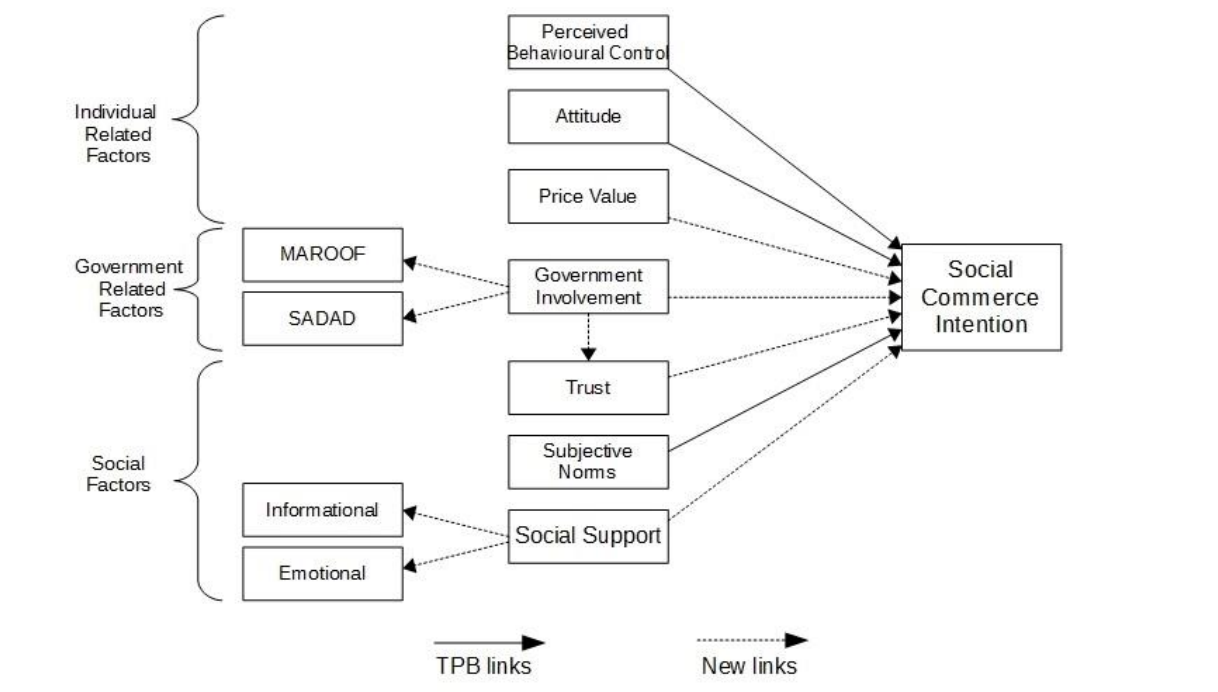 Perceived
Behavioural Control
Individual
Related
Factors
Attitude
Price Value
MAROOF
Government
Related
Factors
SADAD
Government
Involvement
Social
Commerce
Intention
Trust
Subjective
Norms
Social
Factors
Informational
Social Support
Emotional
TPB links
New links